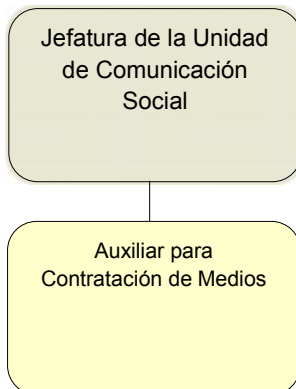 Jefatura de la Unidad
de Comunicación
Social
Auxiliar para
Contratación de Medios